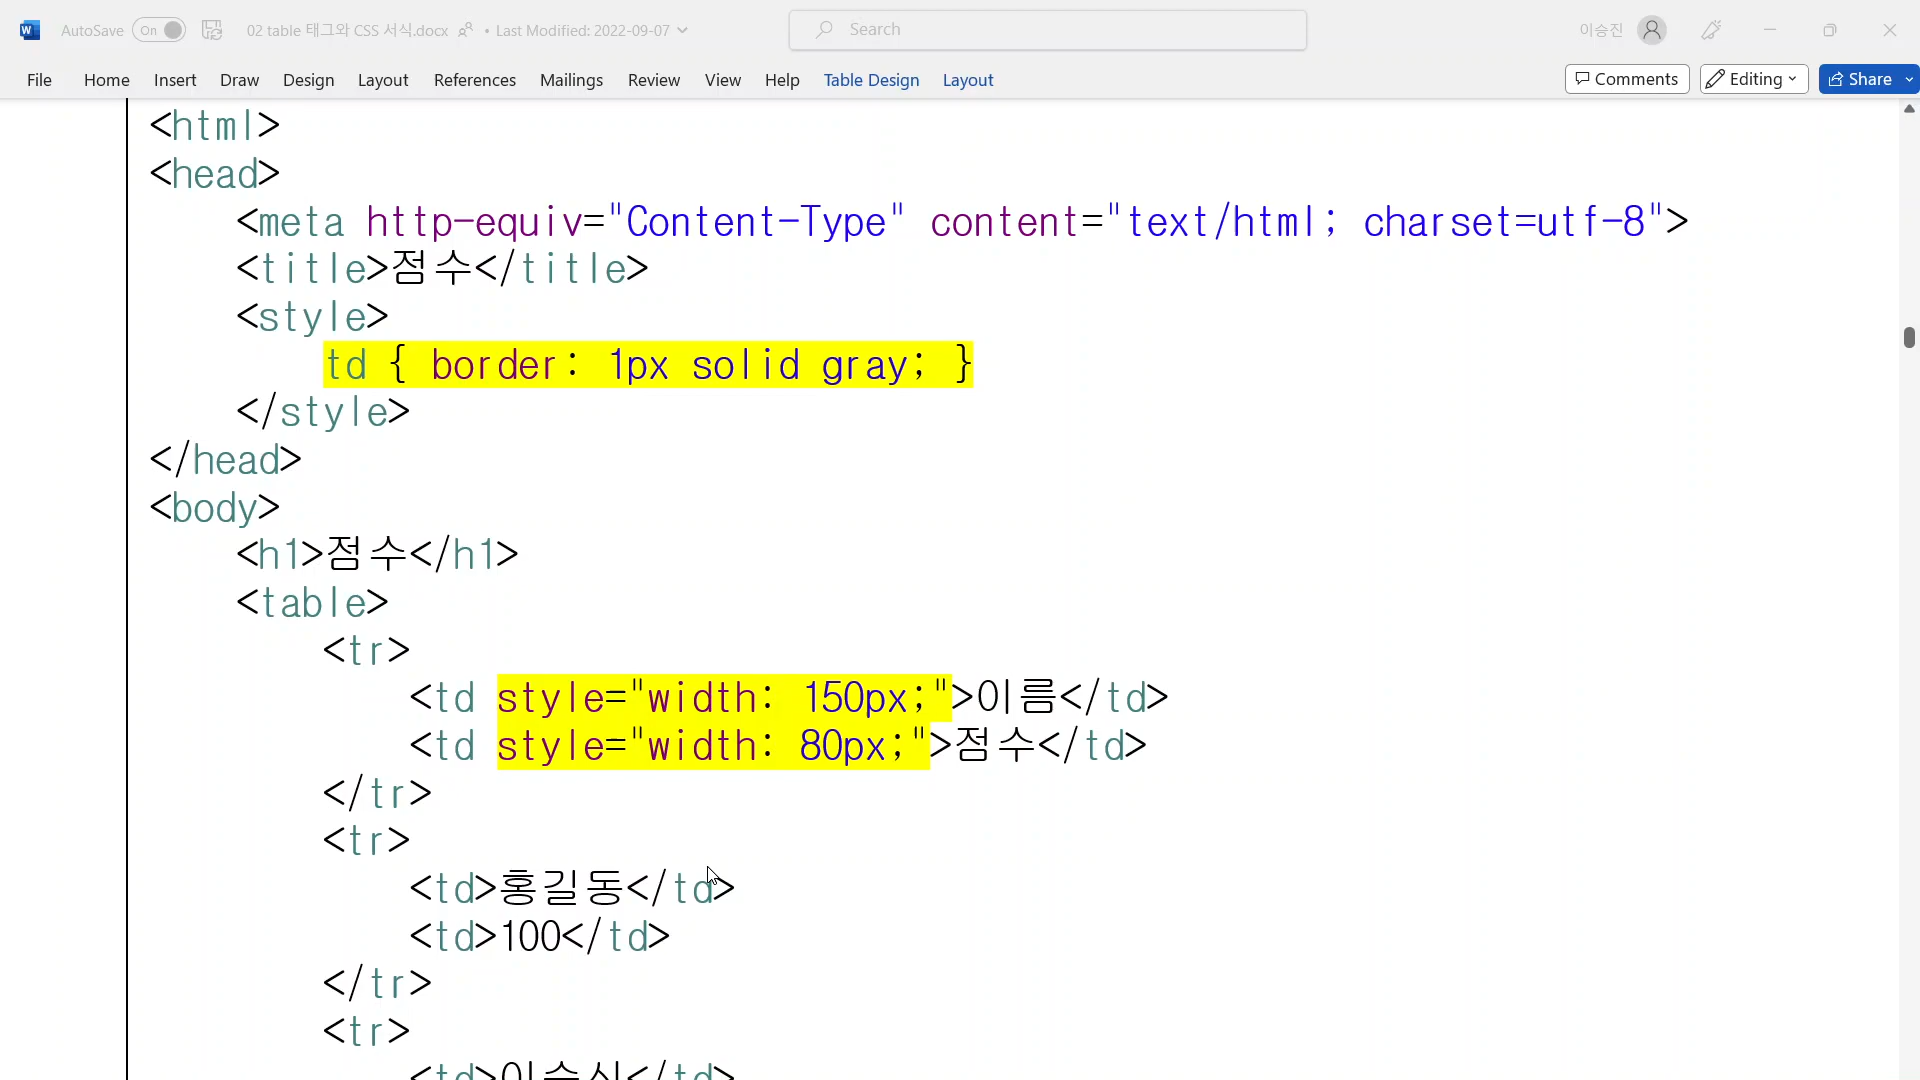 AutoSave On 02 table 태그와 CSS 서식.docx • Last Modified: 2022-09-07 Search 이승진
File Home Insert Draw Design Layout References Mailings Review View Help Table Design Layout Comments Editing Share
<html>
<head>
<meta http-equiv="Content-Type" content="text/html; charset=utf-8">
<title>점수</title>
<style>
td { border: 1px solid gray; }
</style>
</head>
<body>
<h1>점수</h1>
<table>
<tr>
<td style="width: 150px;">이름</td>
<td style="width: 80px;">점수</td>
</tr>
<tr>
<td>홍길동</td>
<td>100</td>
</tr>
<tr>